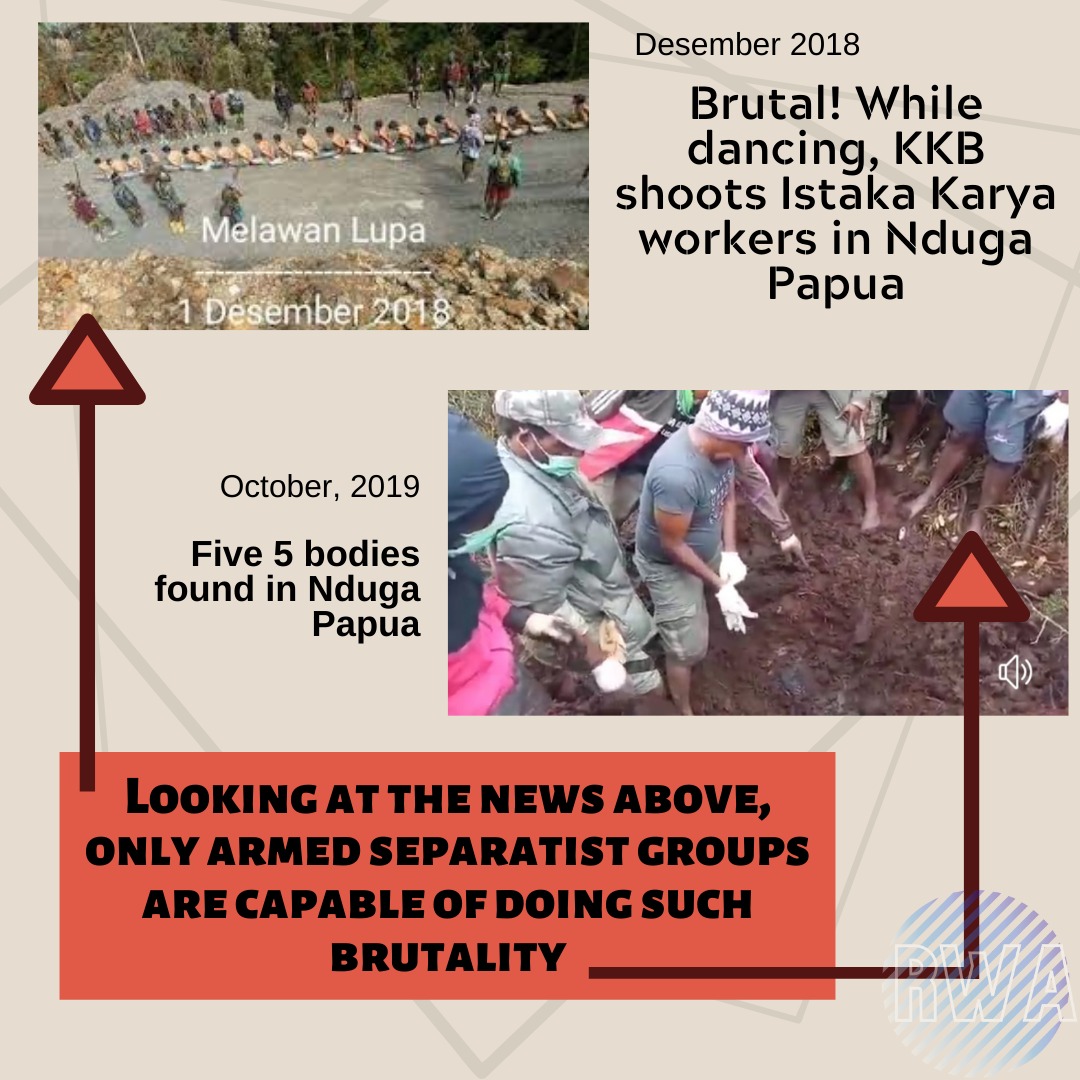 Desember 2018
Brutal! While
dancing, KKB
shoots Istaka Karya
workers in Nduga
Papua
Melawan Lupa
1 Desember 2018
October, 2019
Five 5 bodies
found in Nduga
Papua
LOOKING AT THE NEWS ABOVE,
ONLY ARMED SEPARATIST GROUPS
ARE CAPABLE OF DOING SUCH
BRUTALITY
RWA